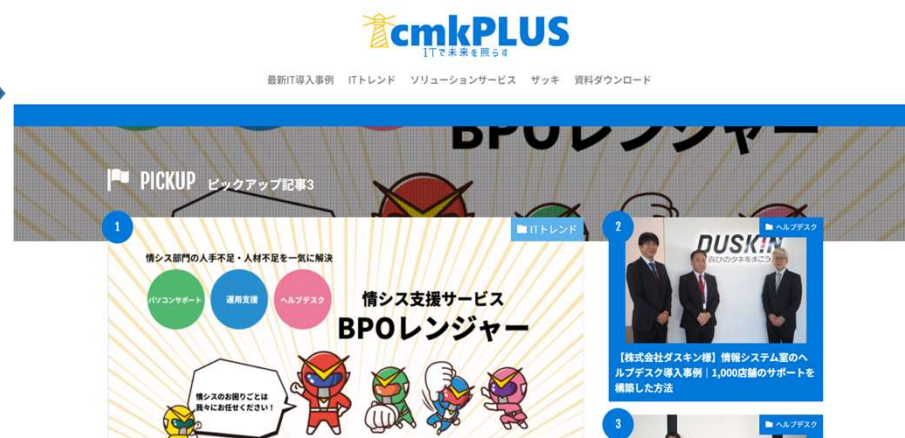 cmkPLUS
ITで未来を照らす
最新IT導入事例 ITトレンド ソリューションサービス ザッキ 資料ダウンロード
BPOレンジャー
PICKUP ピックアップ記事3
1
ITトレンド
情シス部門の人手不足・人材不足を一気に解決
パソコンサポート
運用支援
ヘルプデスク
情シス支援サービス
BPOレンジャー
情シスのお困りごとは
我々にお任せください！
2
ヘルプデスク
DUSKIN
喜びのタネをまこう
【株式会社ダスキン様】情報システム室のヘ
ルプデスク導入事例｜1,000店舗のサポートを
構築した方法
3
ヘルプデスク